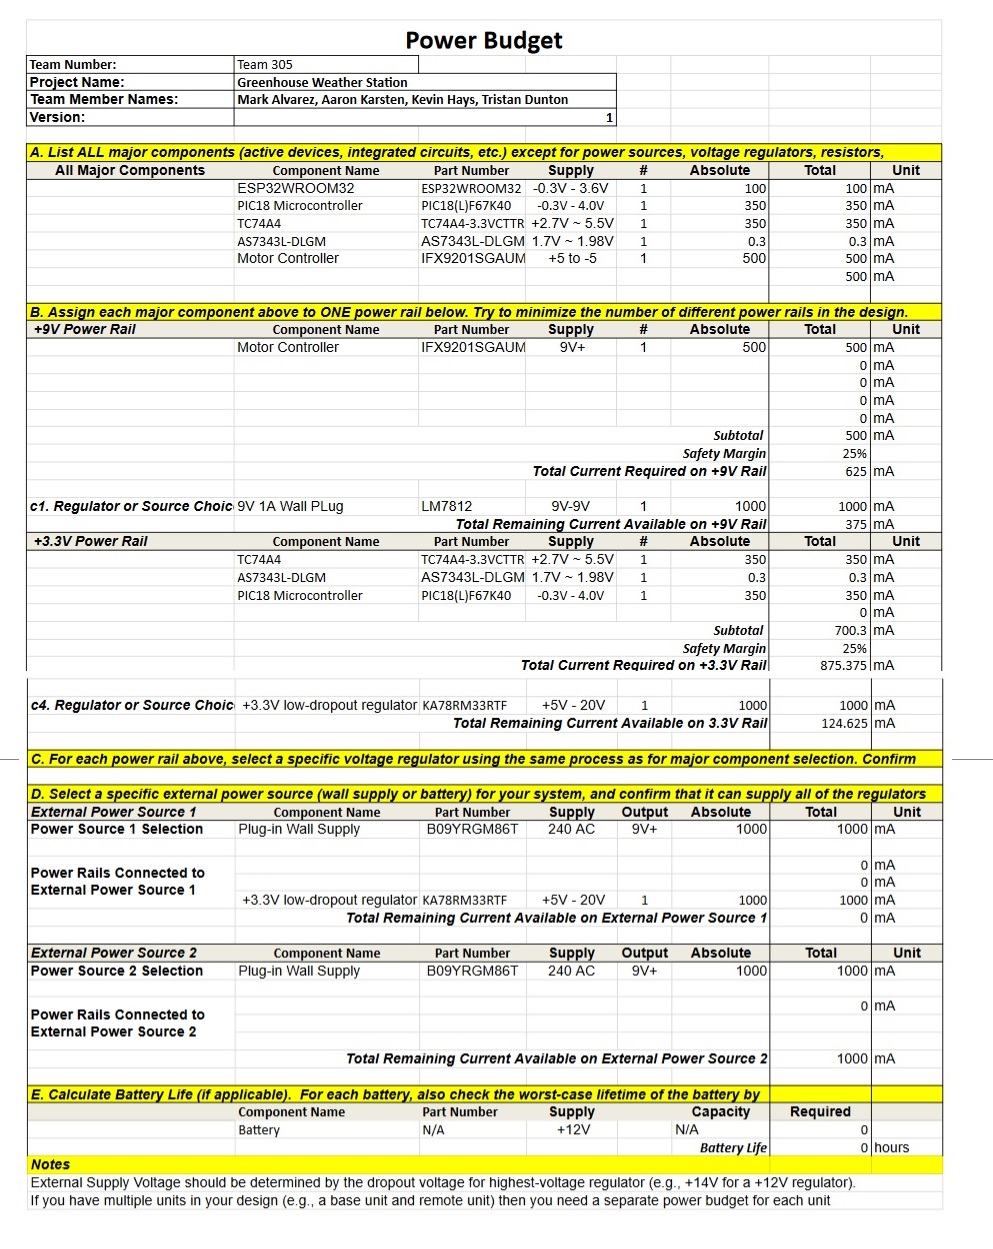 Power Budget
Team Number: Team 305
Project Name: Greenhouse Weather Station
Team Member Names: Mark Alvarez, Aaron Karsten, Kevin Hays, Tristan Dunton
Version: 1
A. List ALL major components (active devices, integrated circuits, etc.) except for power sources, voltage regulators, resistors,
All Major Components Component Name Part Number Supply # Absolute Total Unit
ESP32WROOM32 ESP32WROOM32 -0.3V - 3.6V 1 100 100 mA
PIC18 Microcontroller PIC18(L)F67K40 -0.3V - 4.0V 1 350 350 mA
TC74A4 TC74A4-3.3VCTTR +2.7V ~ 5.5V 1 350 350 mA
AS7343L-DLGM AS7343L-DLGM 1.7V ~ 1.98V 1 0.3 0.3 mA
Motor Controller IFX9201SGAUM +5 to -5 1 500 500 mA
500 mA
B. Assign each major component above to ONE power rail below. Try to minimize the number of different power rails in the design.
+9V Power Rail Component Name Part Number Supply # Absolute Total Unit
Motor Controller IFX9201SGAUM 9V+ 1 500 500 mA
0 mA
0 mA
0 mA
0 mA
Subtotal 500 mA
Safety Margin 25%
Total Current Required on +9V Rail 625 mA
c1. Regulator or Source Choic 9V 1A Wall PLug LM7812 9V-9V 1 1000 1000 mA
Total Remaining Current Available on +9V Rail 375 mA
+3.3V Power Rail Component Name Part Number Supply # Absolute Total Unit
TC74A4 TC74A4-3.3VCTTR +2.7V ~ 5.5V 1 350 350 mA
AS7343L-DLGM AS7343L-DLGM 1.7V ~ 1.98V 1 0.3 0.3 mA
PIC18 Microcontroller PIC18(L)F67K40 -0.3V - 4.0V 1 350 350 mA
0 mA
Subtotal 700.3 mA
Safety Margin 25%
Total Current Required on +3.3V Rail 875.375 mA
c4. Regulator or Source Choic +3.3V low-dropout regulator KA78RM33RTF +5V - 20V 1 1000 1000 mA
Total Remaining Current Available on 3.3V Rail 124.625 mA
C. For each power rail above, select a specific voltage regulator using the same process as for major component selection. Confirm
D. Select a specific external power source (wall supply or battery) for your system, and confirm that it can supply all of the regulators
External Power Source 1 Component Name Part Number Supply Output Absolute Total Unit
Power Source 1 Selection Plug-in Wall Supply B09YRGM86T 240 AC 9V+ 1000 1000 mA
0 mA
Power Rails Connected to
0 mA
External Power Source 1
+3.3V low-dropout regulator KA78RM33RTF +5V - 20V 1 1000 1000 mA
Total Remaining Current Available on External Power Source 1 0 mA
External Power Source 2 Component Name Part Number Supply Output Absolute Total Unit
Power Source 2 Selection Plug-in Wall Supply B09YRGM86T 240 AC 9V+ 1000 1000 mA
0 mA
Power Rails Connected to
External Power Source 2
Total Remaining Current Available on External Power Source 2 1000 mA
E. Calculate Battery Life (if applicable). For each battery, also check the worst-case lifetime of the battery by
Component Name Part Number Supply Capacity Required
Battery N/A +12V N/A 0
Battery Life 0 hours
Notes
External Supply Voltage should be determined by the dropout voltage for highest-voltage regulator (e.g., +14V for a +12V regulator).
If you have multiple units in your design (e.g., a base unit and remote unit) then you need a separate power budget for each unit